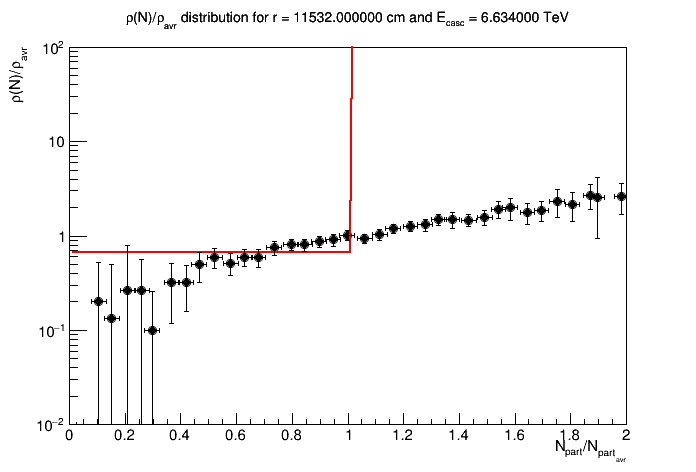 ρ(N)/ρavr distribution for r = 11532.000000 cm and Ecasc = 6.634000 TeV
ρ(N)/ρavr
10²
10
1
10⁻¹
10⁻²
0 0.2 0.4 0.6 0.8 1 1.2 1.4 1.6 1.8 2
Npart/Npartavr